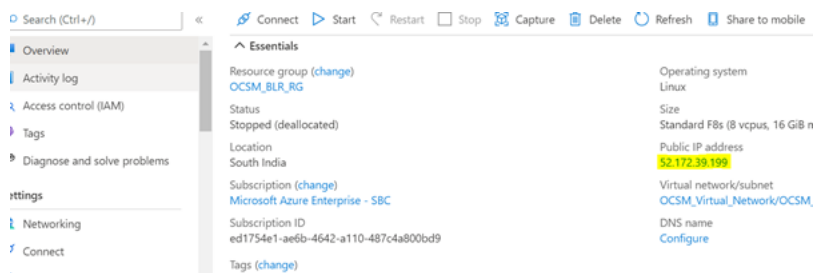 Search (Ctrl+/)
«
Connect
Start
Restart
Stop
Capture
Delete
Refresh
Share to mobile
Overview
Activity log
Access control (IAM)
Tags
Diagnose and solve problems
Networking
Connect
Essentials
Resource group (change)
OCSM_BLR_RG
Status
Stopped (deallocated)
Location
South India
Subscription (change)
Microsoft Azure Enterprise - SBC
Subscription ID
ed1754e1-ae6b-4642-a110-487c4a800bd9
Tags (change)
Operating system
Linux
Size
Standard F8s (8 vcpus, 16 GiB
Public IP address
52.172.39.199
Virtual network/subnet
OCSM_Virtual_Network/OCSM_
DNS name
Configure